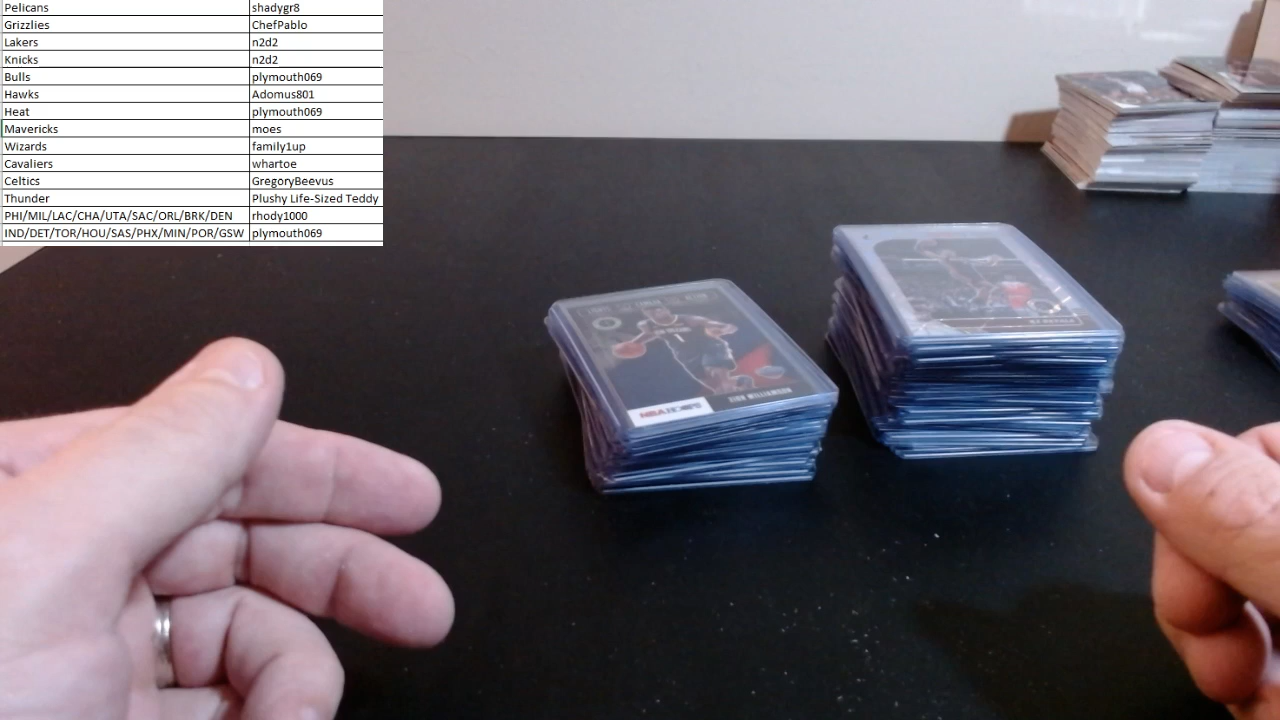 Pelicans shadygr8
Grizzlies ChefPablo
Lakers n2d2
Knicks n2d2
Bulls plymouth069
Hawks Adomus801
Heat plymouth069
Mavericks moes
Wizards family1up
Cavaliers whartoe
Celtics GregoryBeevus
Thunder Plushy Life-Sized Teddy
PHI/MIL/LAC/CHA/UTA/SAC/ORL/BRK/DEN rhody1000
IND/DET/TOR/HOU/SAS/PHX/MIN/POR/GSW plymouth069
ZION WILLIAMSON